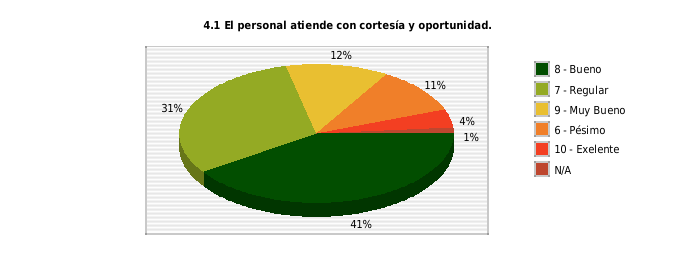 4.1 El personal atiende con cortesía y oportunidad.
12%
11%
31%
4%
1%
41%
8 - Bueno
7 - Regular
9 - Muy Bueno
6 - Pésimo
10 - Exelente
N/A